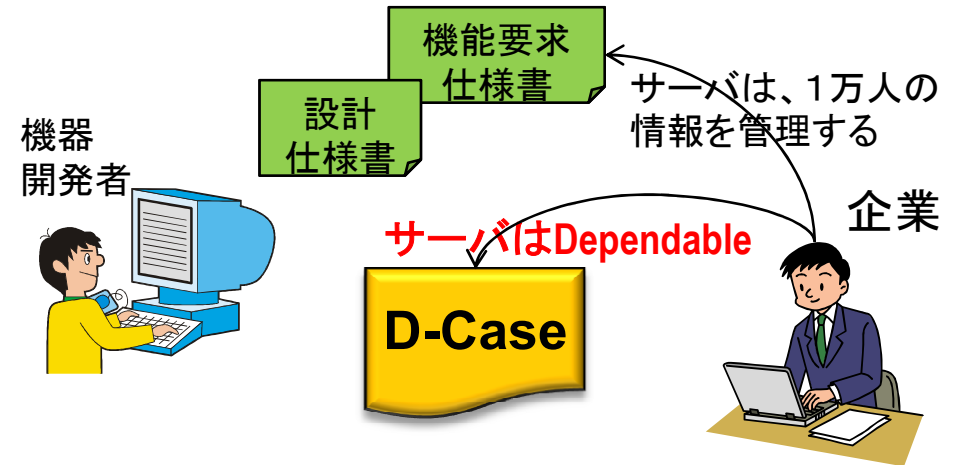 機能要求
仕様書
設計
仕様書
サーバは、1万人の
情報を管理する
機器
開発者
企業
サーバはDependable
D-Case